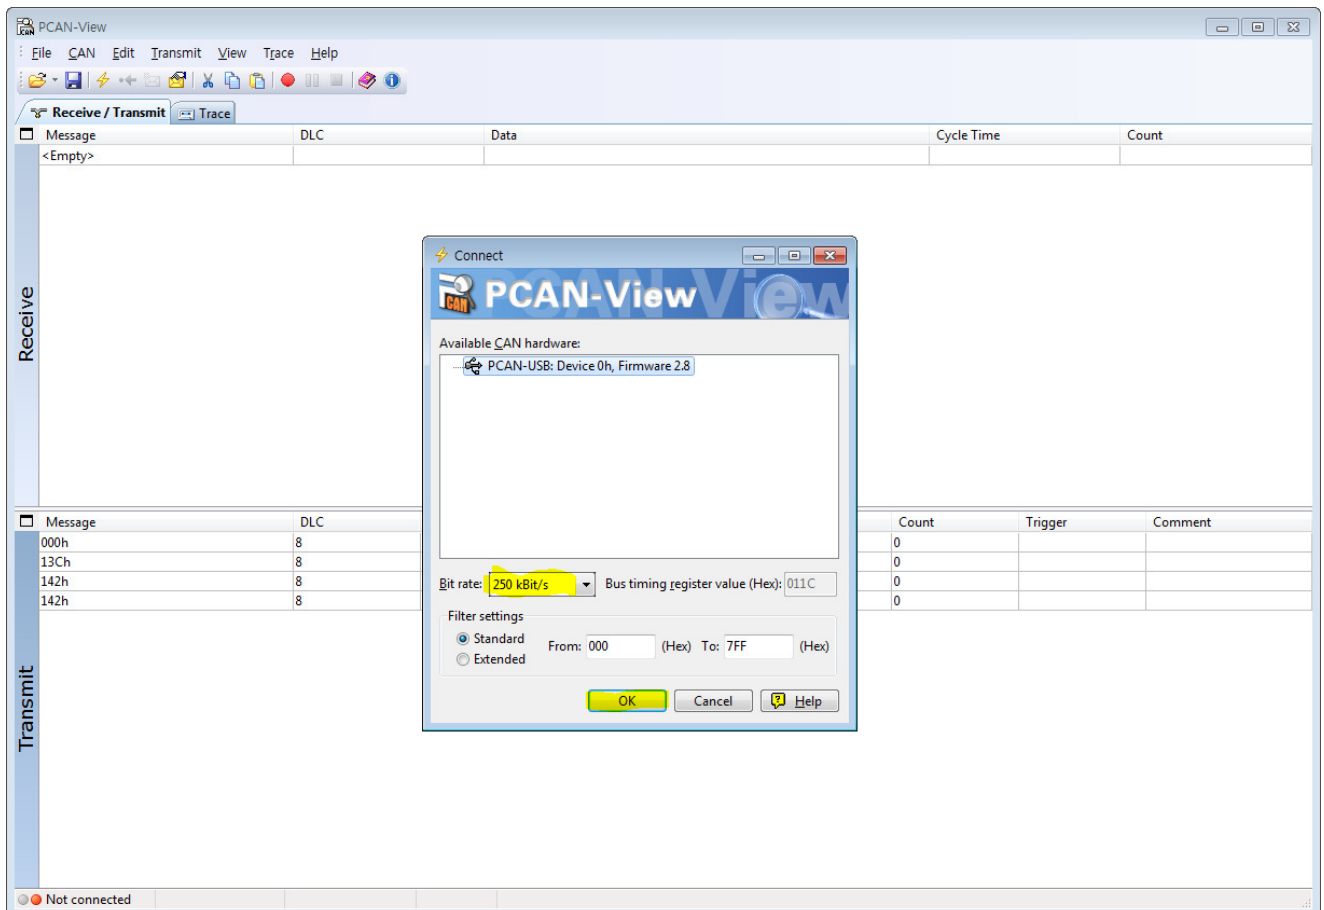 PCAN-View
File CAN Edit Transmit View Trace Help
Receive / Transmit Trace
Message DLC Data Cycle Time Count
<Empty>
Receive
Connect
PCAN-View
Available CAN hardware:
PCAN-USB: Device 0h, Firmware 2.8
Bit rate: 250 kBit/s Bus timing register value (Hex): 011C
Filter settings
Standard
Extended
From: 000 (Hex) To: 7FF (Hex)
OK Cancel Help
Message DLC Count Trigger Comment
000h 8 0
13Ch 8 0
142h 8 0
142h 8 0
Transmit
Not connected